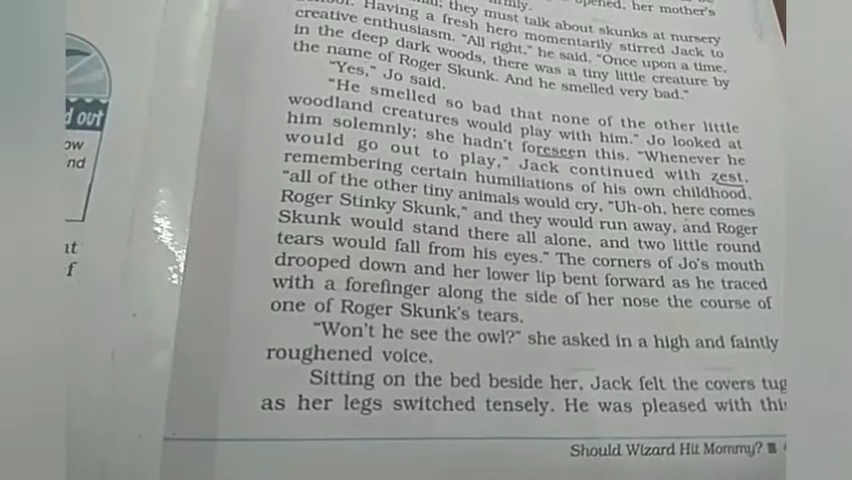 opened, her mother's
firmly.
they must talk about skunks at nursery
school. Having a fresh hero momentarily stirred Jack to
creative enthusiasm. "All right," he said, "Once upon a time,
in the deep dark woods, there was a tiny little creature by
the name of Roger Skunk. And he smelled very bad."
"Yes," Jo said.
"He smelled so bad that none of the other little
woodland creatures would play with him." Jo looked at
him solemnly; she hadn't foreseen this. "Whenever he
would go out to play," Jack continued with zest,
remembering certain humiliations of his own childhood,
"all of the other tiny animals would cry, "Uh-oh, here comes
Roger Stinky Skunk," and they would run away, and Roger
Skunk would stand there all alone, and two little round
tears would fall from his eyes." The corners of Jo's mouth
drooped down and her lower lip bent forward as he traced
with a forefinger along the side of her nose the course of
one of Roger Skunk's tears.
"Won't he see the owl?" she asked in a high and faintly
roughened voice.
Sitting on the bed beside her, Jack felt the covers tug
as her legs switched tensely. He was pleased with this
Should Wizard Hit Mommy?
d out
ow
nd
at
f